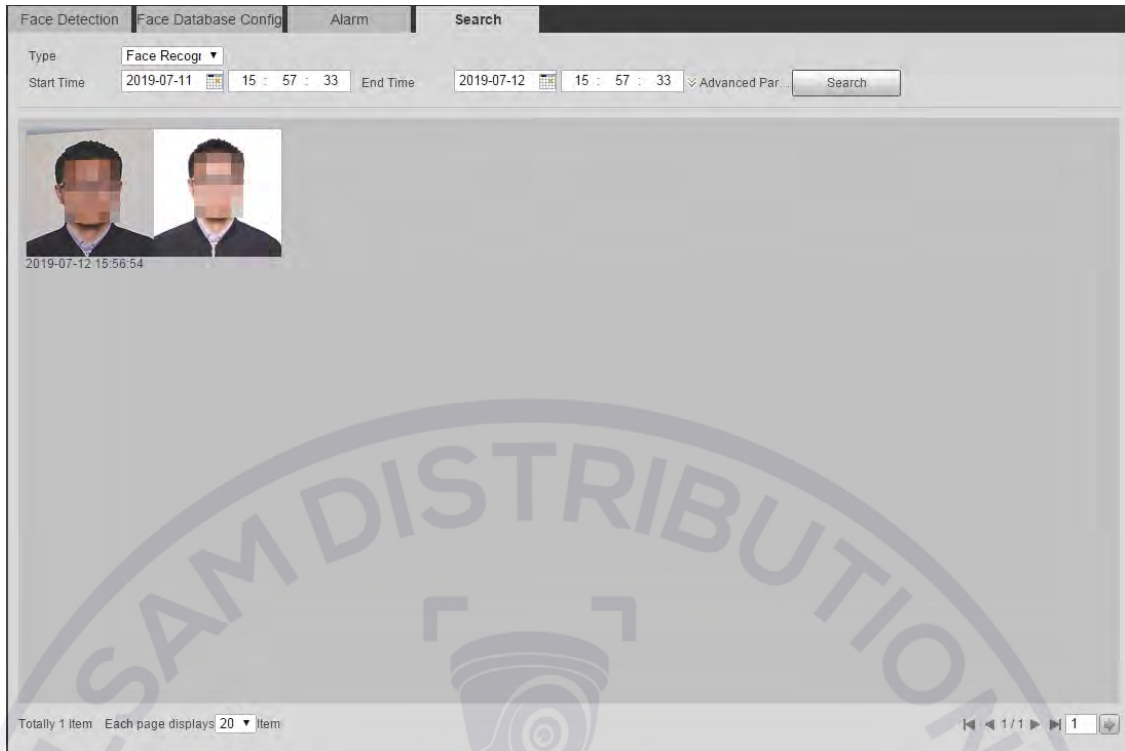 Face Detection Face Database Config Alarm Search
Type Face Recogr
Start Time 2019-07-11 15 : 57 : 33 End Time 2019-07-12 15 : 57 : 33 Advanced Par... Search
2019-07-12 15:56:54
SAM DISTRIBUTION
Totally 1 Item Each page displays 20 Item 1 / 1 1